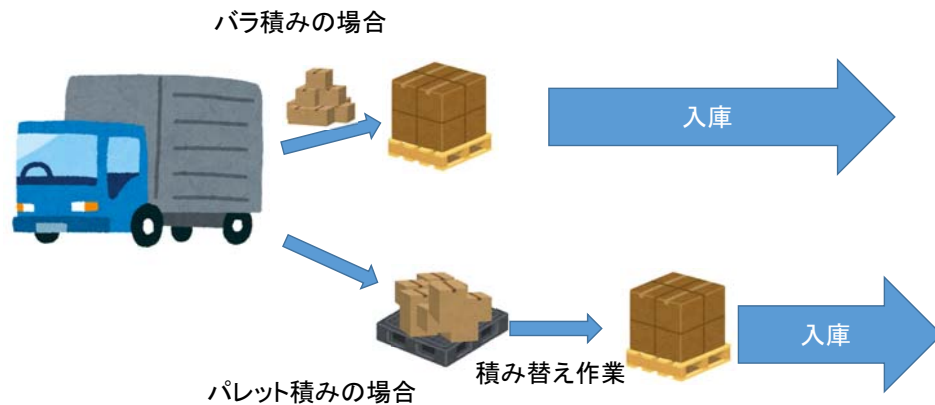 バラ積みの場合
入庫
入庫
積み替え作業
パレット積みの場合